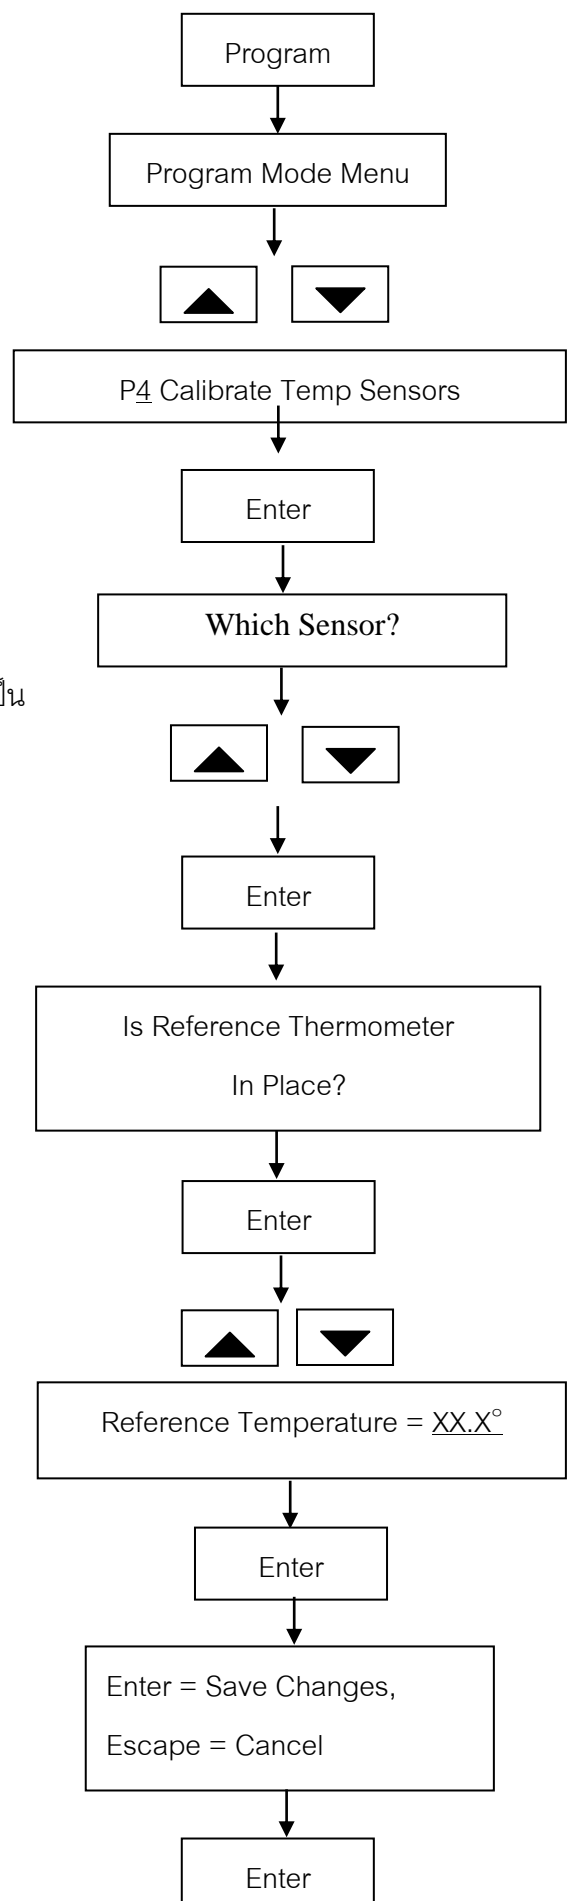 Program
Program Mode Menu
P4 Calibrate Temp Sensors
Enter
Which Sensor?
Enter
Is Reference Thermometer
In Place?
Enter
Reference Temperature = XX.X°
Enter
Enter = Save Changes,
Escape = Cancel
Enter